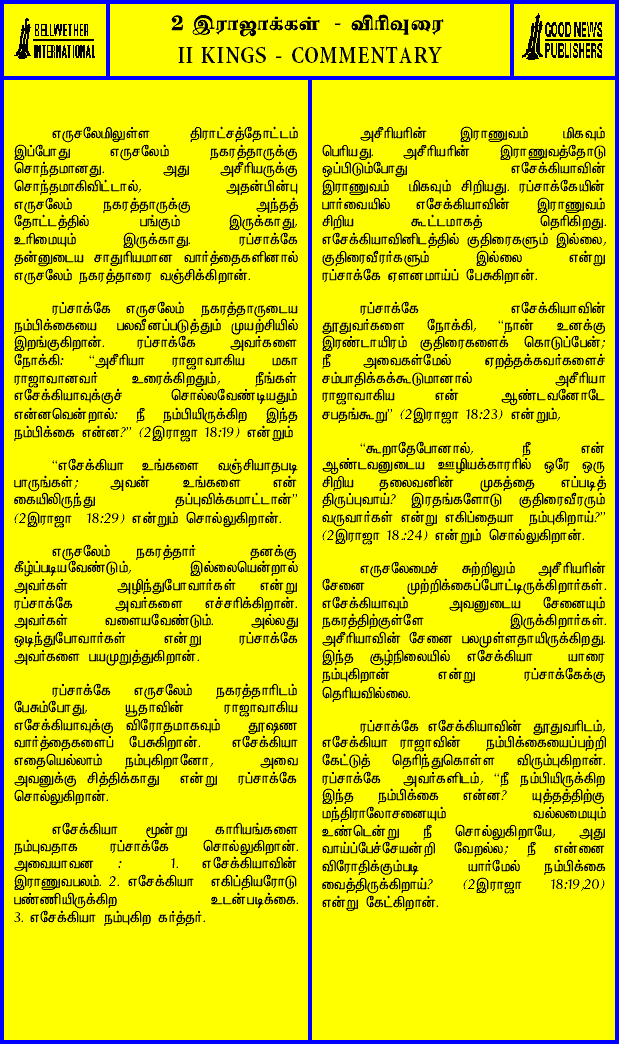 BELLWETHER
INTERNATIONAL
2 இராஜாக்கள் - விரிவுரை
II KINGS - COMMENTARY
GOOD NEWS
PUBLISHERS
எருசலேமிலுள்ள திராட்சத்தோட்டம்
இப்போது எருசலேம் நகரத்தாருக்கு
சொந்தமானது. அது அசீரியருக்கு
சொந்தமாகிவிட்டால், அதன்பின்பு
எருசலேம் நகரத்தாருக்கு அந்தத்
தோட்டத்தில் பங்கும் இருக்காது,
உரிமையும் இருக்காது. ரப்சாக்கே
தன்னுடைய சாதுரியமான வார்த்தைகளினால்
எருசலேம் நகரத்தாரை வஞ்சிக்கிறான்.
ரப்சாக்கே எருசலேம் நகரத்தாருடைய
நம்பிக்கையை பலவீனப்படுத்தும் முயற்சியில்
இறங்குகிறான். ரப்சாக்கே அவர்களை
நோக்கி: “அசீரியா ராஜாவாகிய மகா
ராஜாவானவர் உரைக்கிறதும், நீங்கள்
எசேக்கியாவுக்குச் சொல்லவேண்டியதும்
என்னவென்றால்: நீ நம்பியிருக்கிற இந்த
நம்பிக்கை என்ன?” (2இராஜா 18:19) என்றும்
“எசேக்கியா உங்களை வஞ்சியாதபடி
பாருங்கள்; அவன் உங்களை என்
கையிலிருந்து தப்புவிக்கமாட்டான்”
(2இராஜா 18:29) என்றும் சொல்லுகிறான்.
எருசலேம் நகரத்தார் தனக்கு
கீழ்ப்படியவேண்டும், இல்லையென்றால்
அவர்கள் அழிந்துபோவார்கள் என்று
ரப்சாக்கே அவர்களை எச்சரிக்கிறான்.
அவர்கள் வளையவேண்டும். அல்லது
ஒடிந்துபோவார்கள் என்று ரப்சாக்கே
அவர்களை பயமுறுத்துகிறான்.
ரப்சாக்கே எருசலேம் நகரத்தாரிடம்
பேசும்போது, யூதாவின் ராஜாவாகிய
எசேக்கியாவுக்கு விரோதமாகவும் தூஷண
வார்த்தைகளைப் பேசுகிறான். எசேக்கியா
எதையெல்லாம் நம்புகிறானோ, அவை
அவனுக்கு சித்திக்காது என்று ரப்சாக்கே
சொல்லுகிறான்.
எசேக்கியா மூன்று காரியங்களை
நம்புவதாக ரப்சாக்கே சொல்லுகிறான்.
அவையாவன : 1. எசேக்கியாவின்
இராணுவபலம். 2. எசேக்கியா எகிப்தியரோடு
பண்ணியிருக்கிற உடன்படிக்கை.
3. எசேக்கியா நம்புகிற கர்த்தர்.
அசீரியரின் இராணுவம் மிகவும்
பெரியது. அசீரியரின் இராணுவத்தோடு
ஒப்பிடும்போது எசேக்கியாவின்
இராணுவம் மிகவும் சிறியது. ரப்சாக்கேயின்
பார்வையில் எசேக்கியாவின் இராணுவம்
சிறிய கூட்டமாகத் தெரிகிறது.
எசேக்கியாவினிடத்தில் குதிரைகளும் இல்லை,
குதிரைவீரர்களும் இல்லை என்று
ரப்சாக்கே ஏளனமாய்ப் பேசுகிறான்.
ரப்சாக்கே எசேக்கியாவின்
தூதுவர்களை நோக்கி, “நான் உனக்கு
இரண்டாயிரம் குதிரைகளைக் கொடுப்பேன்;
நீ அவைகள்மேல் ஏறத்தக்கவர்களைச்
சம்பாதிக்கக்கூடுமானால் அசீரியா
ராஜாவாகிய என் ஆண்டவனோடே
சபதங்கூறு” (2இராஜா 18:23) என்றும்,
“கூறாதேபோனால், நீ என்
ஆண்டவனுடைய ஊழியக்காரரில் ஒரே ஒரு
சிறிய தலைவனின் முகத்தை எப்படித்
திருப்புவாய்? இரதங்களோடு குதிரைவீரரும்
வருவார்கள் என்று எகிப்தையா நம்புகிறாய்?”
(2இராஜா 18.:24) என்றும் சொல்லுகிறான்.
எருசலேமைச் சுற்றிலும் அசீரியரின்
சேனை முற்றிக்கைப்போட்டிருக்கிறார்கள்.
எசேக்கியாவும் அவனுடைய சேனையும்
நகரத்திற்குள்ளே இருக்கிறார்கள்.
அசீரியாவின் சேனை பலமுள்ளதாயிருக்கிறது.
இந்த சூழ்நிலையில் எசேக்கியா யாரை
நம்புகிறான் என்று ரப்சாக்கேக்கு
தெரியவில்லை.
ரப்சாக்கே எசேக்கியாவின் தூதுவரிடம்,
எசேக்கியா ராஜாவின் நம்பிக்கையைப்பற்றி
கேட்டுத் தெரிந்துகொள்ள விரும்புகிறான்.
ரப்சாக்கே அவர்களிடம், “நீ நம்பியிருக்கிற
இந்த நம்பிக்கை என்ன? யுத்தத்திற்கு
மந்திராலோசனையும் வல்லமையும்
உண்டென்று நீ சொல்லுகிறாயே, அது
வாய்ப்பேச்சேயன்றி வேறல்ல; நீ என்னை
விரோதிக்கும்படி யார்மேல் நம்பிக்கை
வைத்திருக்கிறாய்? (2இராஜா 18:19,20)
என்று கேட்கிறான்.